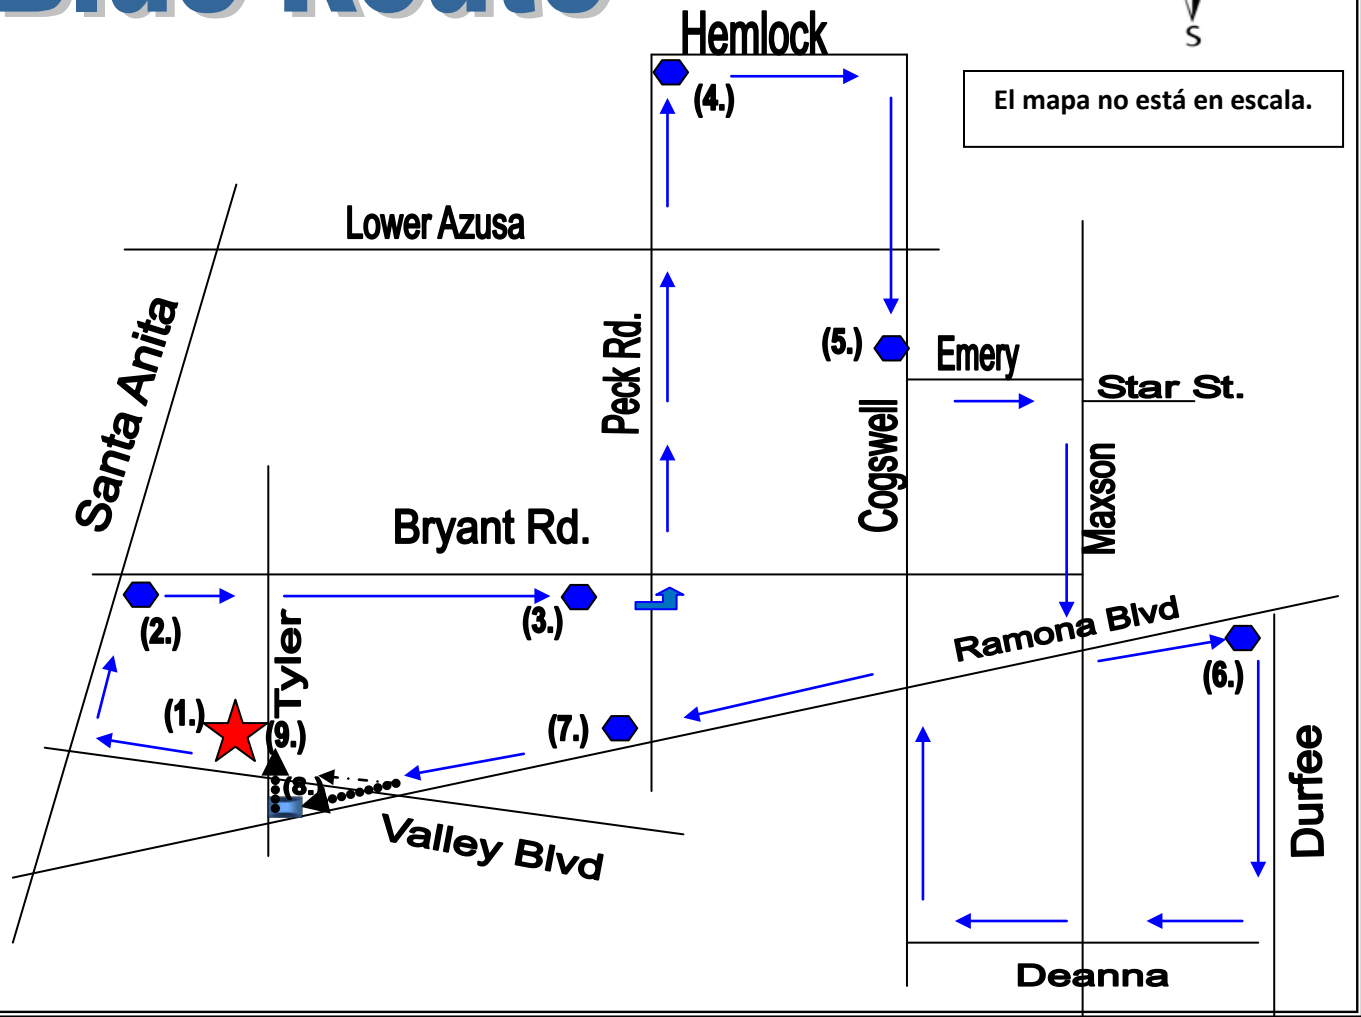 Blue Route
S
Hemlock
El mapa no está en escala.
(4.)
Lower Azusa
Santa Anita
Peck Rd.
(5.)
Emery
Star St.
Cogswell
Maxson
Bryant Rd.
(2.)
(3.)
Tyler
Ramona Blvd
(6.)
(1.)
(9.)
(7.)
(8.)
Durfee
Valley Blvd
Deanna